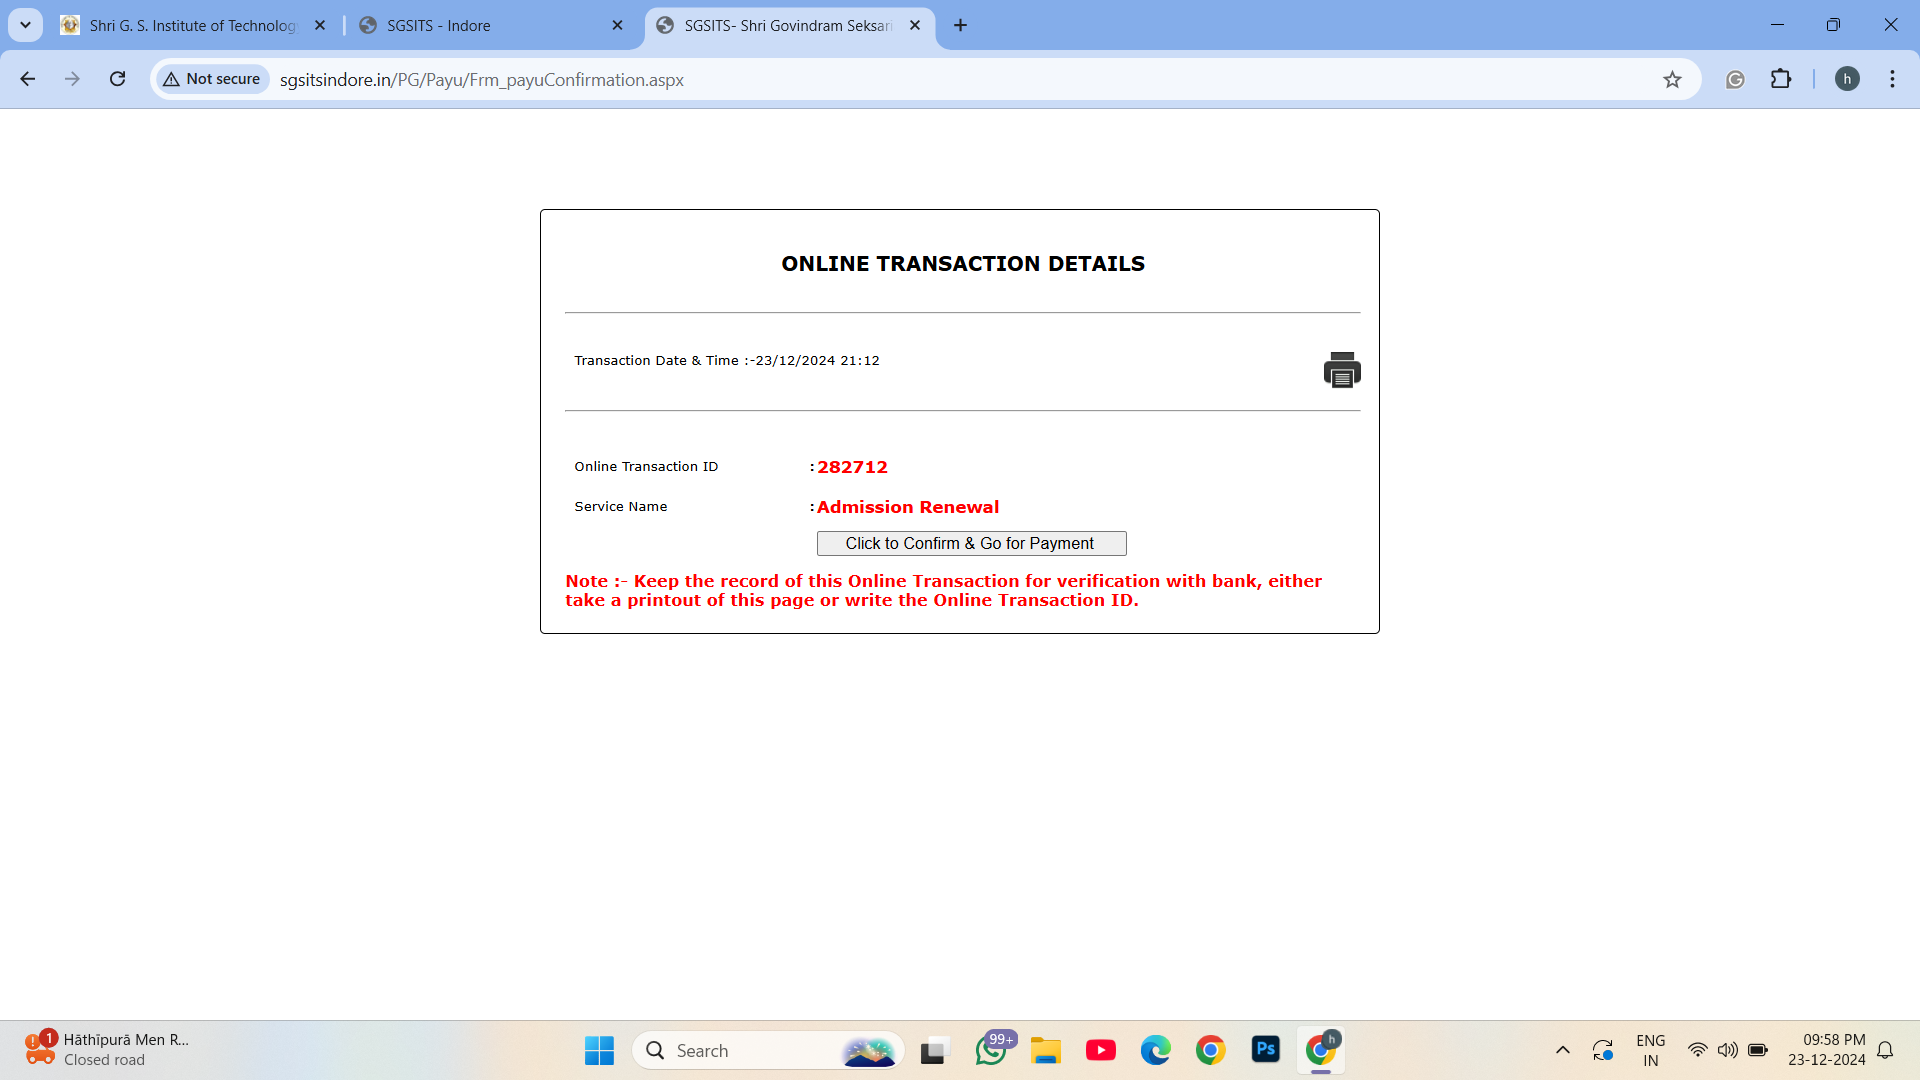 Shri G. S. Institute of Technolog
SGSITS - Indore
SGSITS- Shri Govindram Seksari
Not secure
sgsitsindore.in/PG/Payu/Frm_payuConfirmation.aspx
h
ONLINE TRANSACTION DETAILS
Transaction Date & Time :-23/12/2024 21:12
Online Transaction ID :282712
Service Name :Admission Renewal
Click to Confirm & Go for Payment
Note :- Keep the record of this Online Transaction for verification with bank, either
take a printout of this page or write the Online Transaction ID.
1
Hāthīpurā Men R...
Closed road
Search
99+
Ps
h
ENG
IN
09:58 PM
23-12-2024